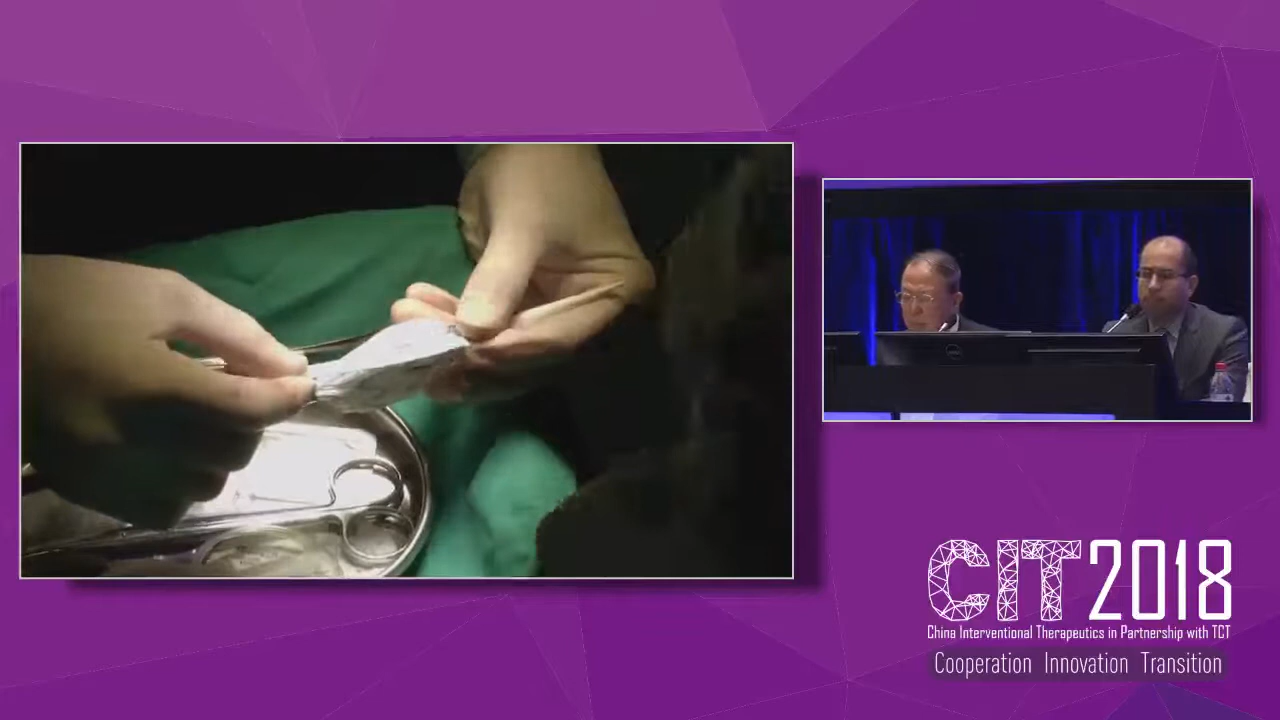 CIT2018
China Interventional Therapeutics in Partnership with TCT
Cooperation Innovation Transition